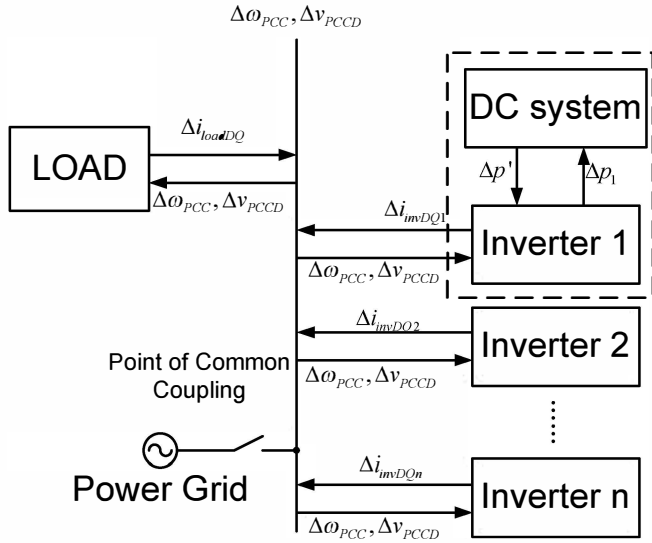 Δω_PCC, Δv_PCCD
DC system
LOAD
Δi_loadDQ
Δω_PCC, Δv_PCCD
Δp'
Δp_1
Δi_invDQ1
Inverter 1
Δω_PCC, Δv_PCCD
Δi_invDQ2
Inverter 2
Δω_PCC, Δv_PCCD
Point of Common
Coupling
Power Grid
Δi_invDQn
Inverter n
Δω_PCC, Δv_PCCD